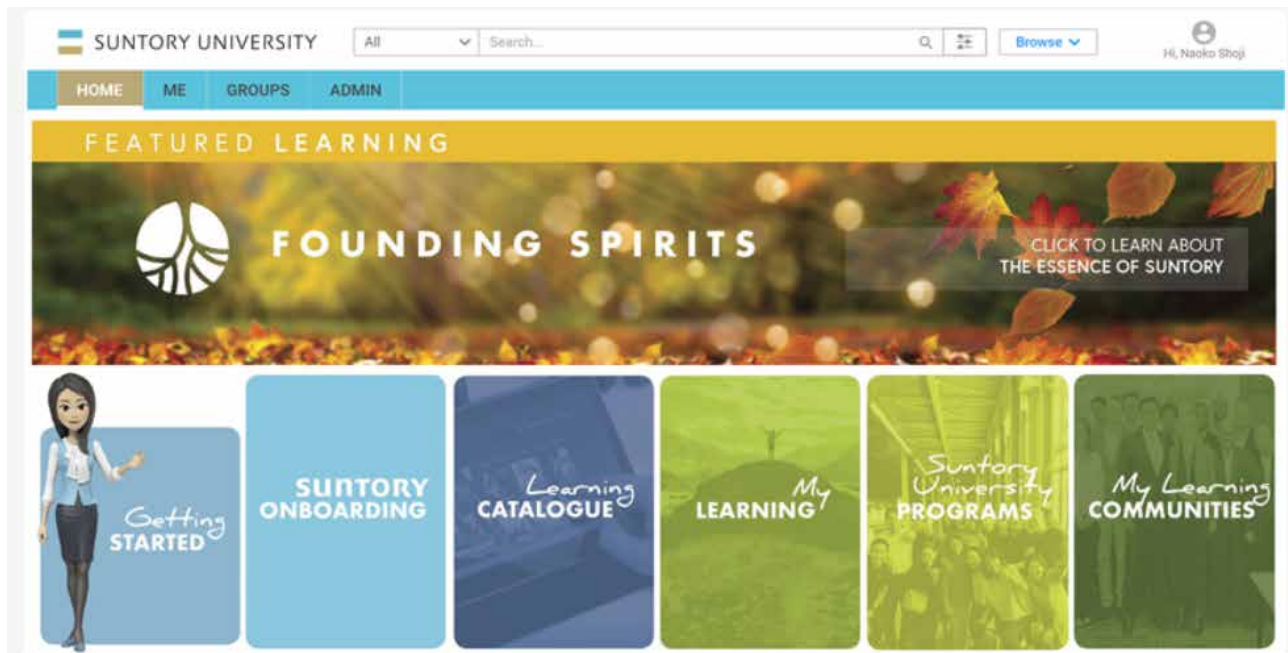 SUNTORY UNIVERSITY
All
Search...
Browse
Hi, Naoko Shoji
HOME
ME
GROUPS
ADMIN
FEATURED LEARNING
FOUNDING SPIRITS
CLICK TO LEARN ABOUT
THE ESSENCE OF SUNTORY
Getting
STARTED
SUNTORY
ONBOARDING
Learning
CATALOGUE
My
LEARNING
Suntory
University
PROGRAMS
My Learning
COMMUNITIES